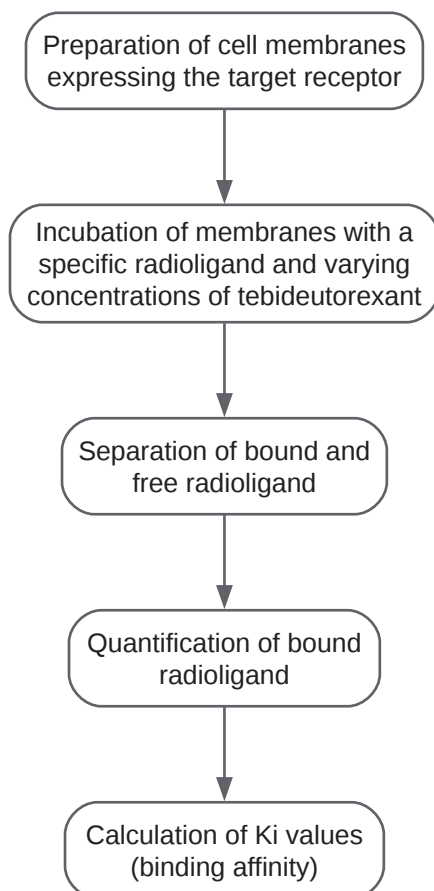 Preparation of cell membranes
expressing the target receptor
Incubation of membranes with a
specific radioligand and varying
concentrations of tebideutorexant
Separation of bound and
free radioligand
Quantification of bound
radioligand
Calculation of Ki values
(binding affinity)